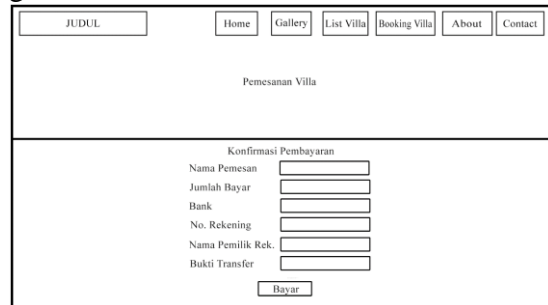 JUDUL Home Gallery List Villa Booking Villa About Contact
Pemesanan Villa
Konfirmasi Pembayaran
Nama Pemesan
Jumlah Bayar
Bank
No. Rekening
Nama Pemilik Rek.
Bukti Transfer
Bayar